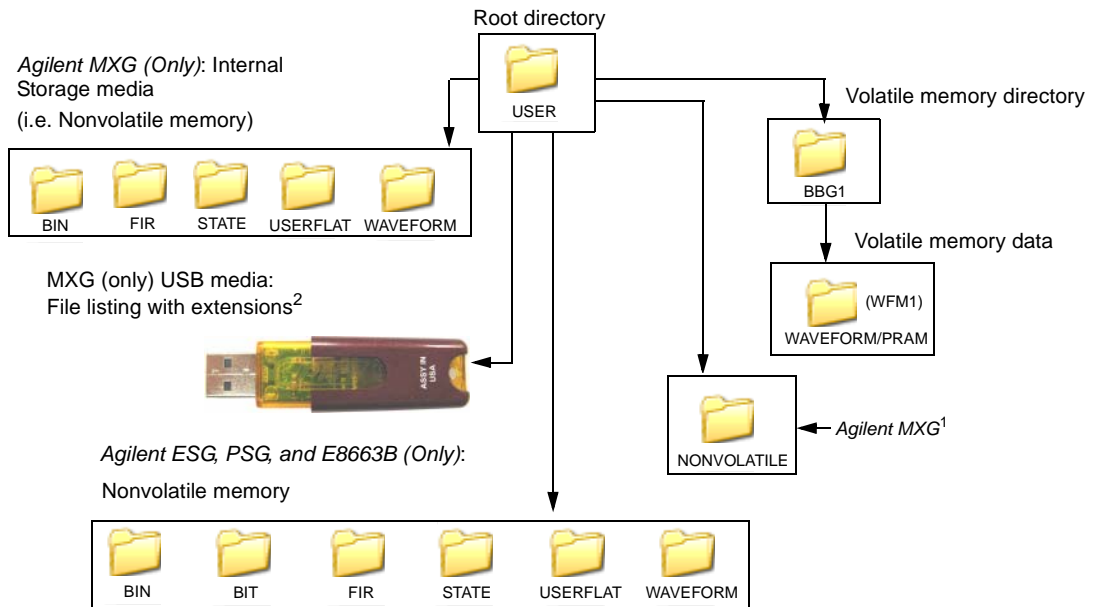 Root directory
USER
Agilent MXG (Only): Internal
Storage media
(i.e. Nonvolatile memory)
BIN
FIR
STATE
USERFLAT
WAVEFORM
Volatile memory directory
BBG1
Volatile memory data
(WFM1)
WAVEFORM/PRAM
MXG (only) USB media:
File listing with extensions2
ASSY IN
USA
NONVOLATILE
Agilent MXG1
Agilent ESG, PSG, and E8663B (Only):
Nonvolatile memory
BIN
BIT
FIR
STATE
USERFLAT
WAVEFORM